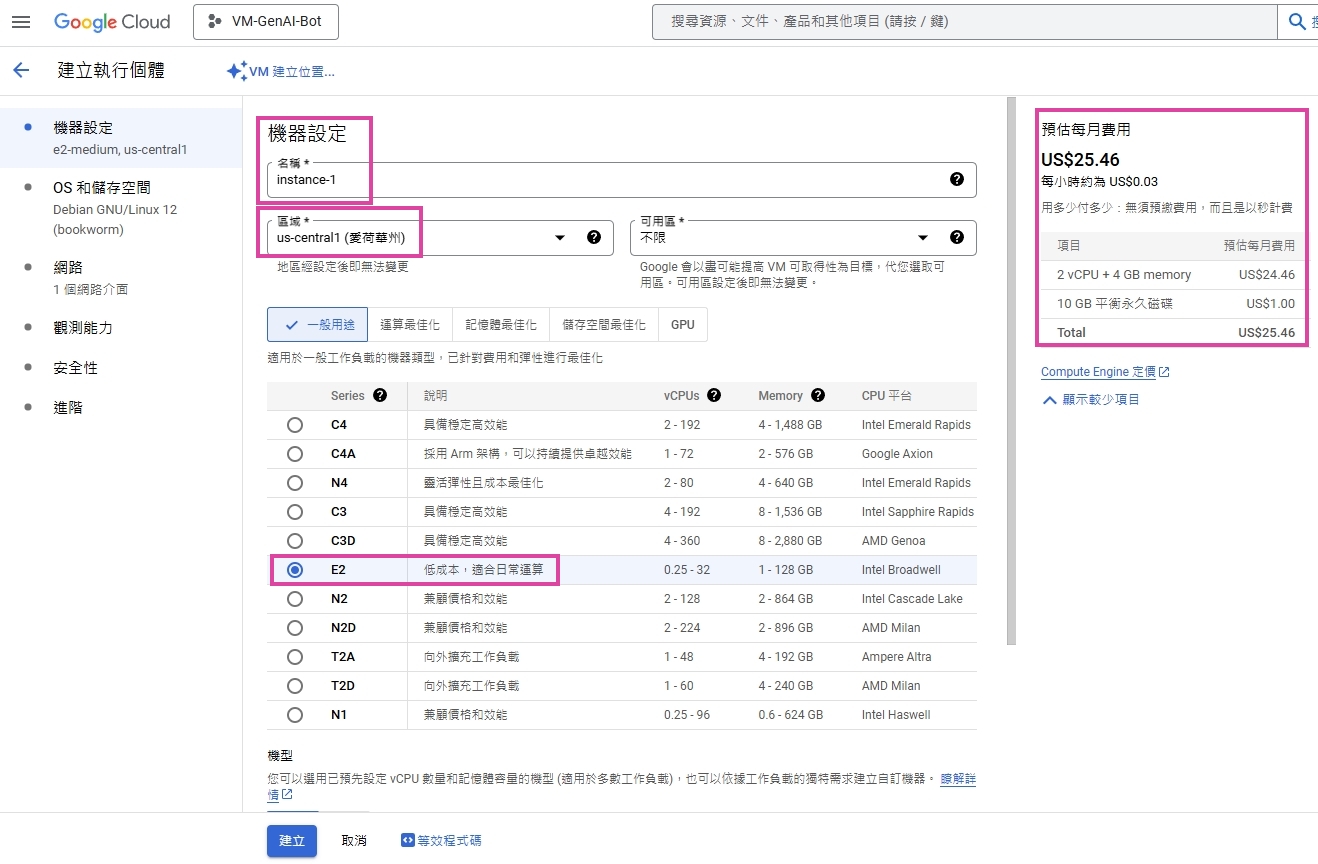 Google Cloud
VM-GenAI-Bot
搜尋資源、文件、產品和其他項目 (請按 / 鍵)
建立執行個體
VM 建立位置...
機器設定
e2-medium, us-central1
OS 和儲存空間
Debian GNU/Linux 12
(bookworm)
網路
1 個網路介面
觀測能力
安全性
進階
機器設定
名稱 *
instance-1
區域 *
us-central1 (愛荷華州)
地區經設定後即無法變更
可用區 *
不限
Google 會以盡可能提高 VM 可取得性為目標，代您選取可
用區。可用區設定後即無法變更。
一般用途 運算最佳化 記憶體最佳化 儲存空間最佳化 GPU
適用於一般工作負載的機器類型，已針對費用和彈性進行最佳化
Series 說明 vCPUs Memory CPU 平台
C4 具備穩定高效能 2 - 192 4 - 1,488 GB Intel Emerald Rapids
C4A 採用 Arm 架構，可以持續提供卓越效能 1 - 72 2 - 576 GB Google Axion
N4 靈活彈性且成本最佳化 2 - 80 4 - 640 GB Intel Emerald Rapids
C3 具備穩定高效能 4 - 192 8 - 1,536 GB Intel Sapphire Rapids
C3D 具備穩定高效能 4 - 360 8 - 2,880 GB AMD Genoa
E2 低成本，適合日常運算 0.25 - 32 1 - 128 GB Intel Broadwell
N2 兼顧價格和效能 2 - 128 2 - 864 GB Intel Cascade Lake
N2D 兼顧價格和效能 2 - 224 2 - 896 GB AMD Milan
T2A 向外擴充工作負載 1 - 48 4 - 192 GB Ampere Altra
T2D 向外擴充工作負載 1 - 60 4 - 240 GB AMD Milan
N1 兼顧價格和效能 0.25 - 96 0.6 - 624 GB Intel Haswell
機型
您可以選用已預先設定 vCPU 數量和記憶體容量的機型 (適用於多數工作負載)，也可以依據工作負載的獨特需求建立自訂機器。 瞭解詳
情
建立 取消 等效程式碼
預估每月費用
US$25.46
每小時約為 US$0.03
用多少付多少：無須預繳費用，而且是以秒計費
項目 預估每月費用
2 vCPU + 4 GB memory US$24.46
10 GB 平衡永久磁碟 US$1.00
Total US$25.46
Compute Engine 定價
顯示較少項目